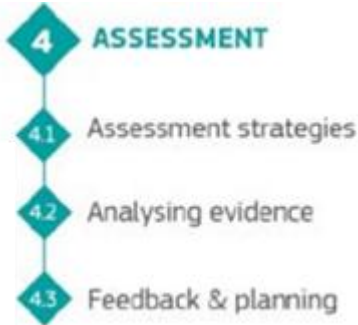 4 ASSESSMENT
4.1 Assessment strategies
4.2 Analysing evidence
4.3 Feedback & planning